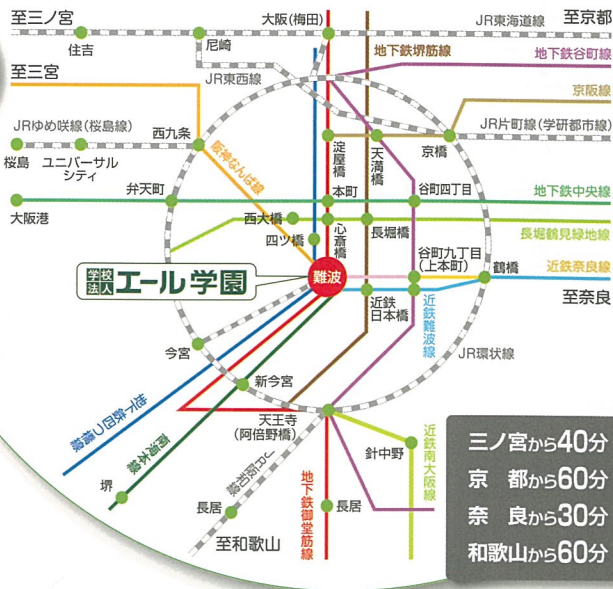 至三ノ宮
大阪(梅田)
JR東海道線
至京都
住吉
尼崎
地下鉄堺筋線
地下鉄谷町線
至三宮
JR東西線
京阪線
JRゆめ咲線(桜島線)
西九条
JR片町線(学研都市線)
桜島
ユニバーサル
シティ
阪神なんば線
淀屋橋
天満橋
京橋
弁天町
本町
谷町四丁目
地下鉄中央線
大阪港
西大橋
心斎橋
長堀橋
長堀鶴見緑地線
四ツ橋
谷町九丁目
(上本町)
鶴橋
近鉄奈良線
学校
法人
エール学園
難波
近鉄
日本橋
近鉄難波線
至奈良
今宮
JR環状線
新今宮
地下鉄四つ橋線
南海本線
天王寺
(阿倍野橋)
針中野
近鉄南大阪線
堺
JR阪和線
長居
地下鉄御堂筋線
長居
至和歌山
三ノ宮から40分
京都から60分
奈良から30分
和歌山から60分